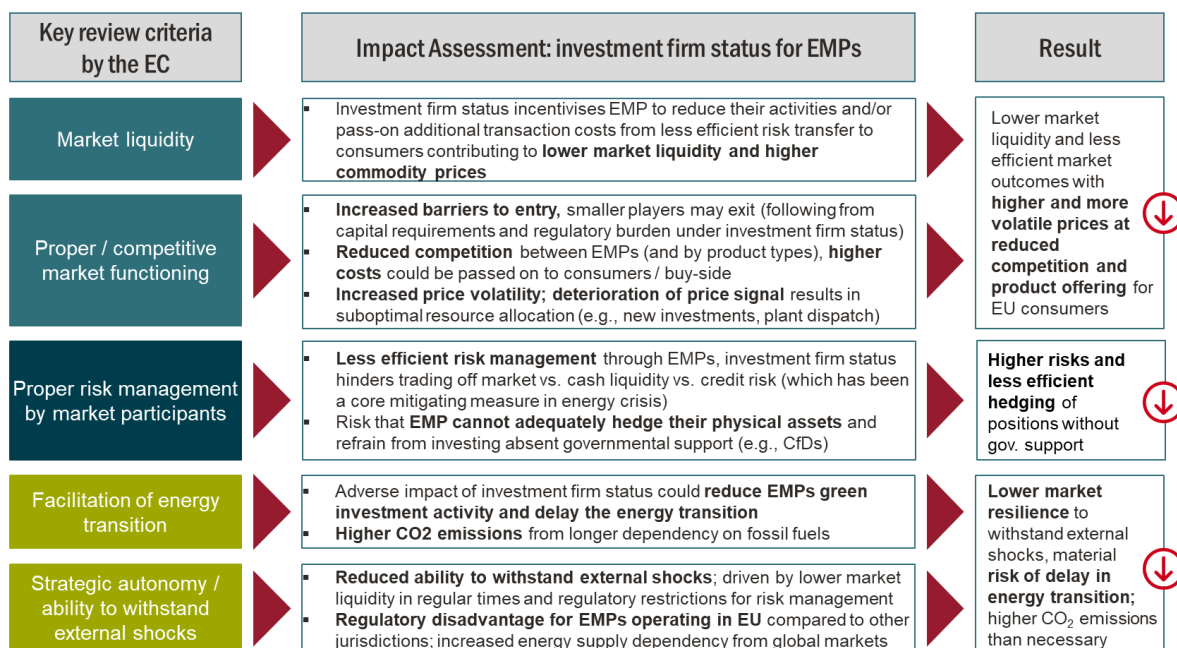 Key review criteria
by the EC
Impact Assessment: investment firm status for EMPs
Result
Market liquidity
▪ Investment firm status incentivises EMP to reduce their activities and/or
pass-on additional transaction costs from less efficient risk transfer to
consumers contributing to lower market liquidity and higher
commodity prices
Lower market
liquidity and less
efficient market
outcomes with
higher and more
volatile prices at
reduced
competition and
product offering for
EU consumers
Proper / competitive
market functioning
▪ Increased barriers to entry, smaller players may exit (following from
capital requirements and regulatory burden under investment firm status)
▪ Reduced competition between EMPs (and by product types), higher
costs could be passed on to consumers / buy-side
▪ Increased price volatility; deterioration of price signal results in
suboptimal resource allocation (e.g., new investments, plant dispatch)
Proper risk management
by market participants
▪ Less efficient risk management through EMPs, investment firm status
hinders trading off market vs. cash liquidity vs. credit risk (which has been
a core mitigating measure in energy crisis)
▪ Risk that EMP cannot adequately hedge their physical assets and
refrain from investing absent governmental support (e.g., CfDs)
Higher risks and
less efficient
hedging of
positions without
gov. support
Facilitation of energy
transition
▪ Adverse impact of investment firm status could reduce EMPs green
investment activity and delay the energy transition
▪ Higher CO2 emissions from longer dependency on fossil fuels
Lower market
resilience to
withstand external
shocks, material
risk of delay in
energy transition;
higher CO₂ emissions
than necessary
Strategic autonomy /
ability to withstand
external shocks
▪ Reduced ability to withstand external shocks; driven by lower market
liquidity in regular times and regulatory restrictions for risk management
▪ Regulatory disadvantage for EMPs operating in EU compared to other
jurisdictions; increased energy supply dependency from global markets